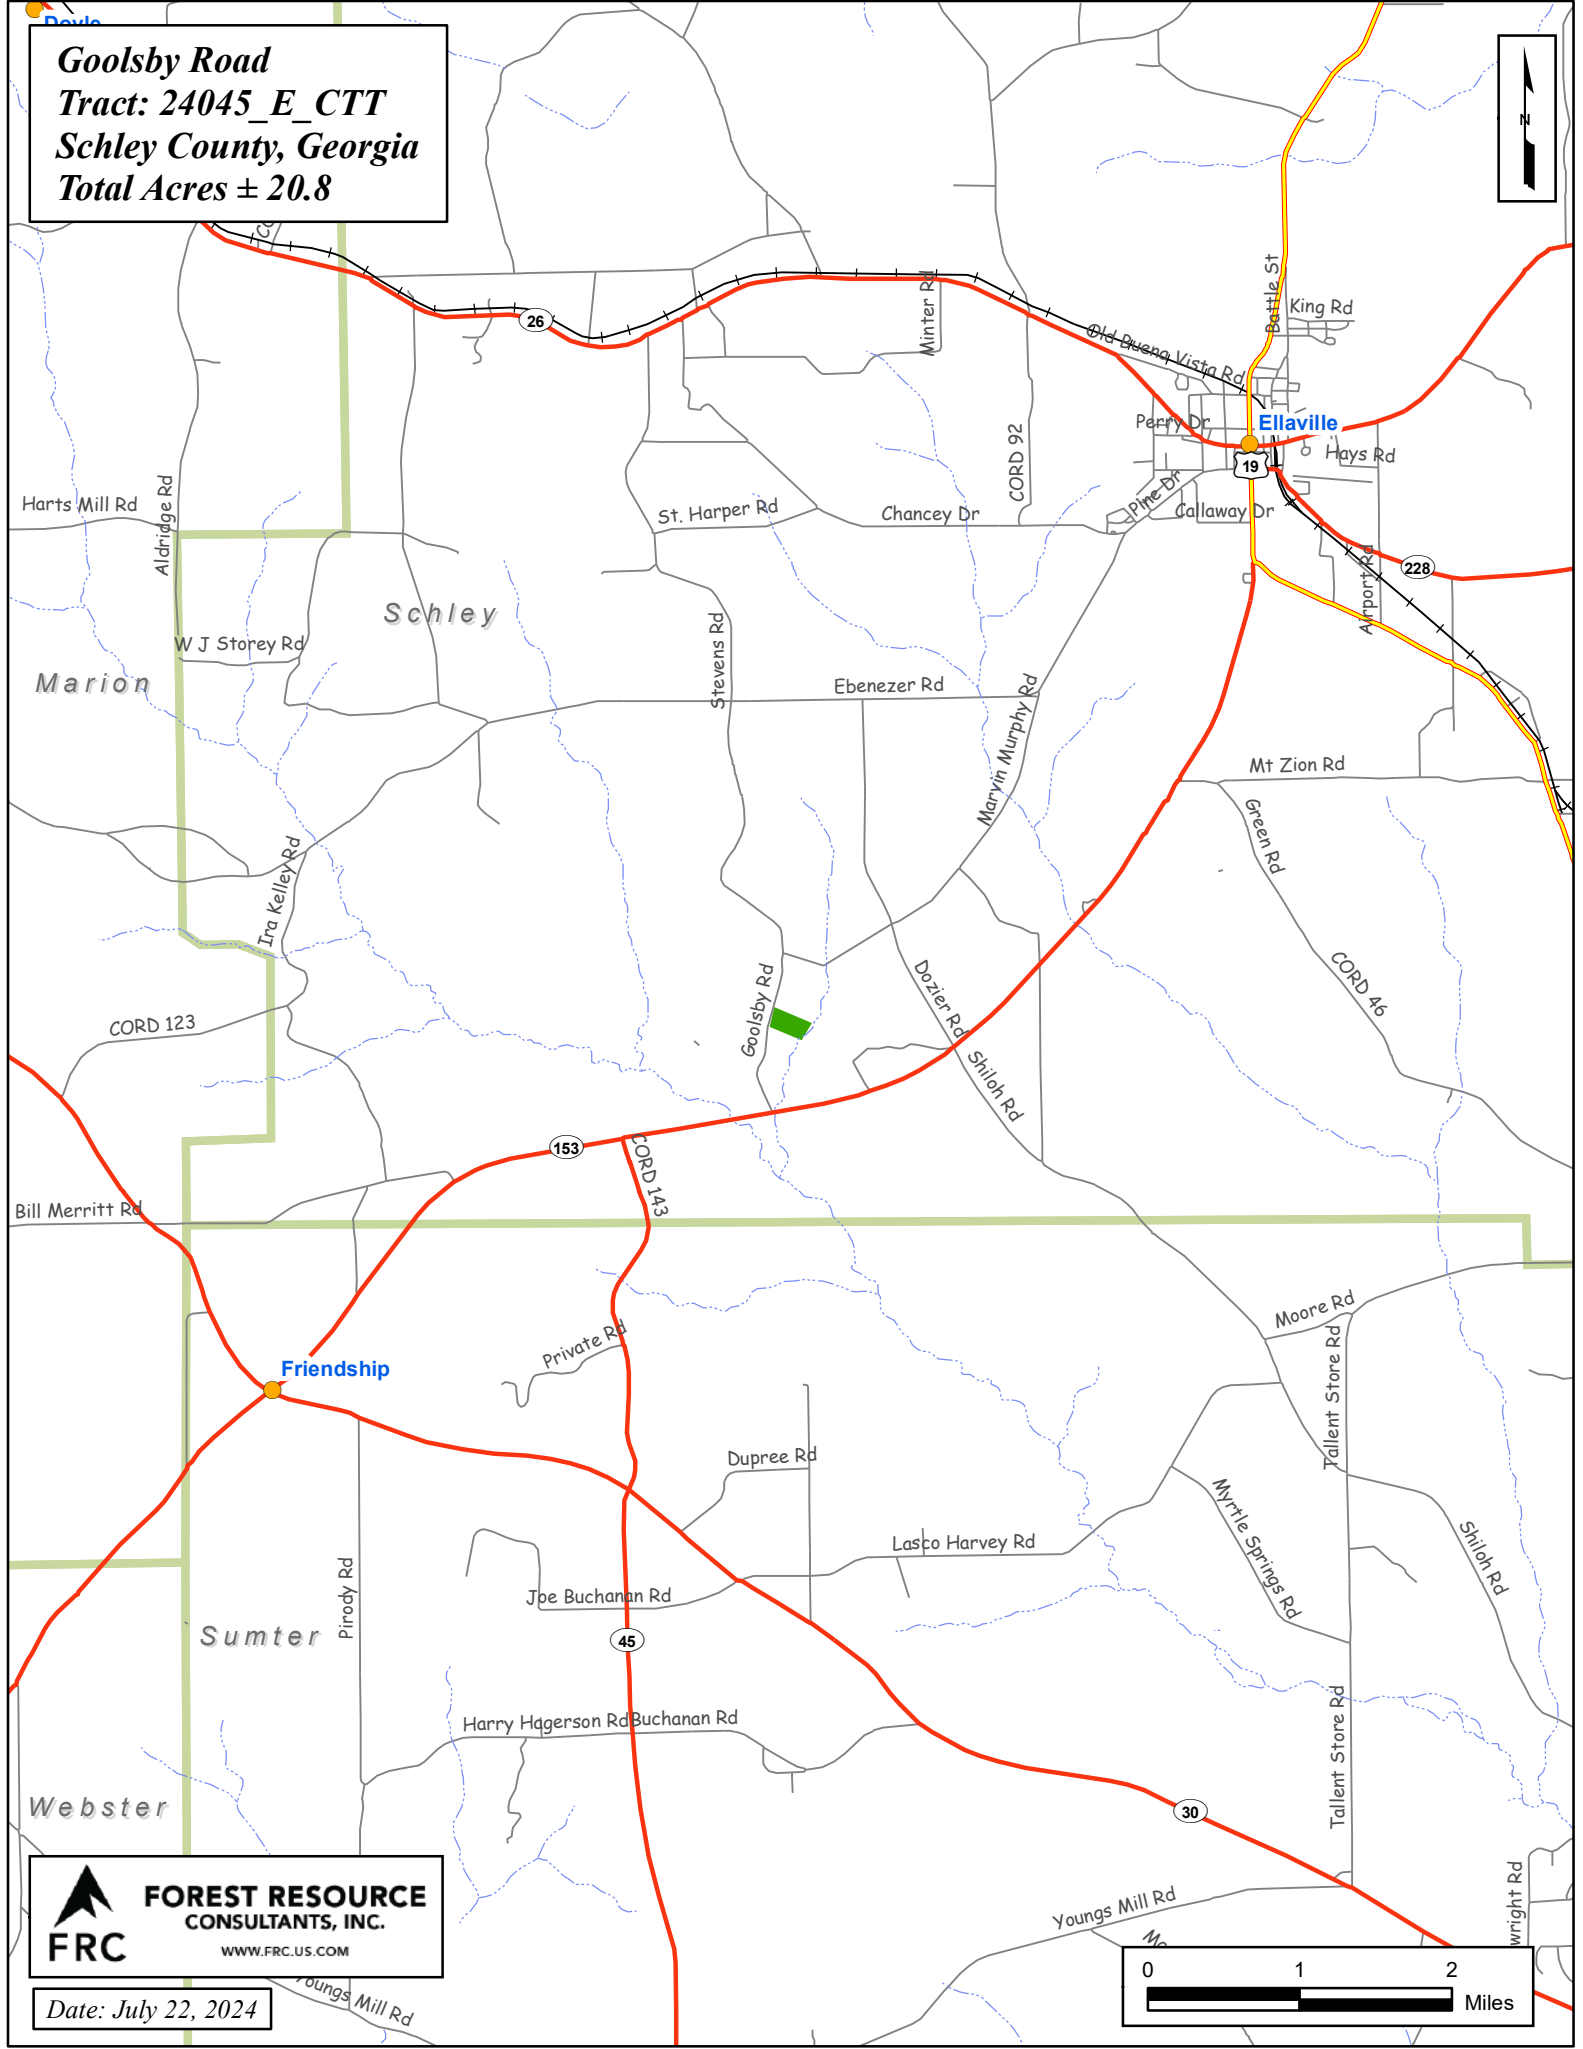 Doyle
Goolsby Road
Tract: 24045_E_CTT
Schley County, Georgia
Total Acres ± 20.8
N
Battle St
King Rd
26
Minter Rd
Old Buena Vista Rd
Perry Dr
Ellaville
Hays Rd
19
CORD 92
Pine Dr
Callaway Dr
Harts Mill Rd
Aldridge Rd
St. Harper Rd
Chancey Dr
228
Airport Rd
Schley
W J Storey Rd
Marion
Stevens Rd
Ebenezer Rd
Marvin Murphy Rd
Mt Zion Rd
Green Rd
Ira Kelley Rd
CORD 46
Goolsby Rd
Dozier Rd
CORD 123
Shiloh Rd
153
CORD 143
Bill Merritt Rd
Moore Rd
Private Rd
Friendship
Tallent Store Rd
Dupree Rd
Myrtle Springs Rd
Lasco Harvey Rd
Shiloh Rd
Pirody Rd
Joe Buchanan Rd
Sumter
45
Harry Hagerson Rd
Buchanan Rd
Tallent Store Rd
Webster
30
FRC
FOREST RESOURCE
CONSULTANTS, INC.
WWW.FRC.US.COM
Youngs Mill Rd
wright Rd
Youngs Mill Rd
Date: July 22, 2024
0 1 2
Miles